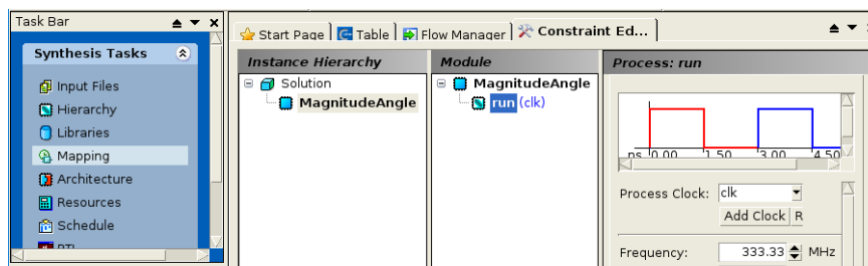 Task Bar
Synthesis Tasks
Input Files
Hierarchy
Libraries
Mapping
Architecture
Resources
Schedule
Start Page
Table
Flow Manager
Constraint Ed...
Instance Hierarchy
Solution
MagnitudeAngle
Module
MagnitudeAngle
run (clk)
Process: run
ns 0.00 1.50 3.00 4.50
Process Clock: clk
Add Clock R
Frequency: 333.33 MHz